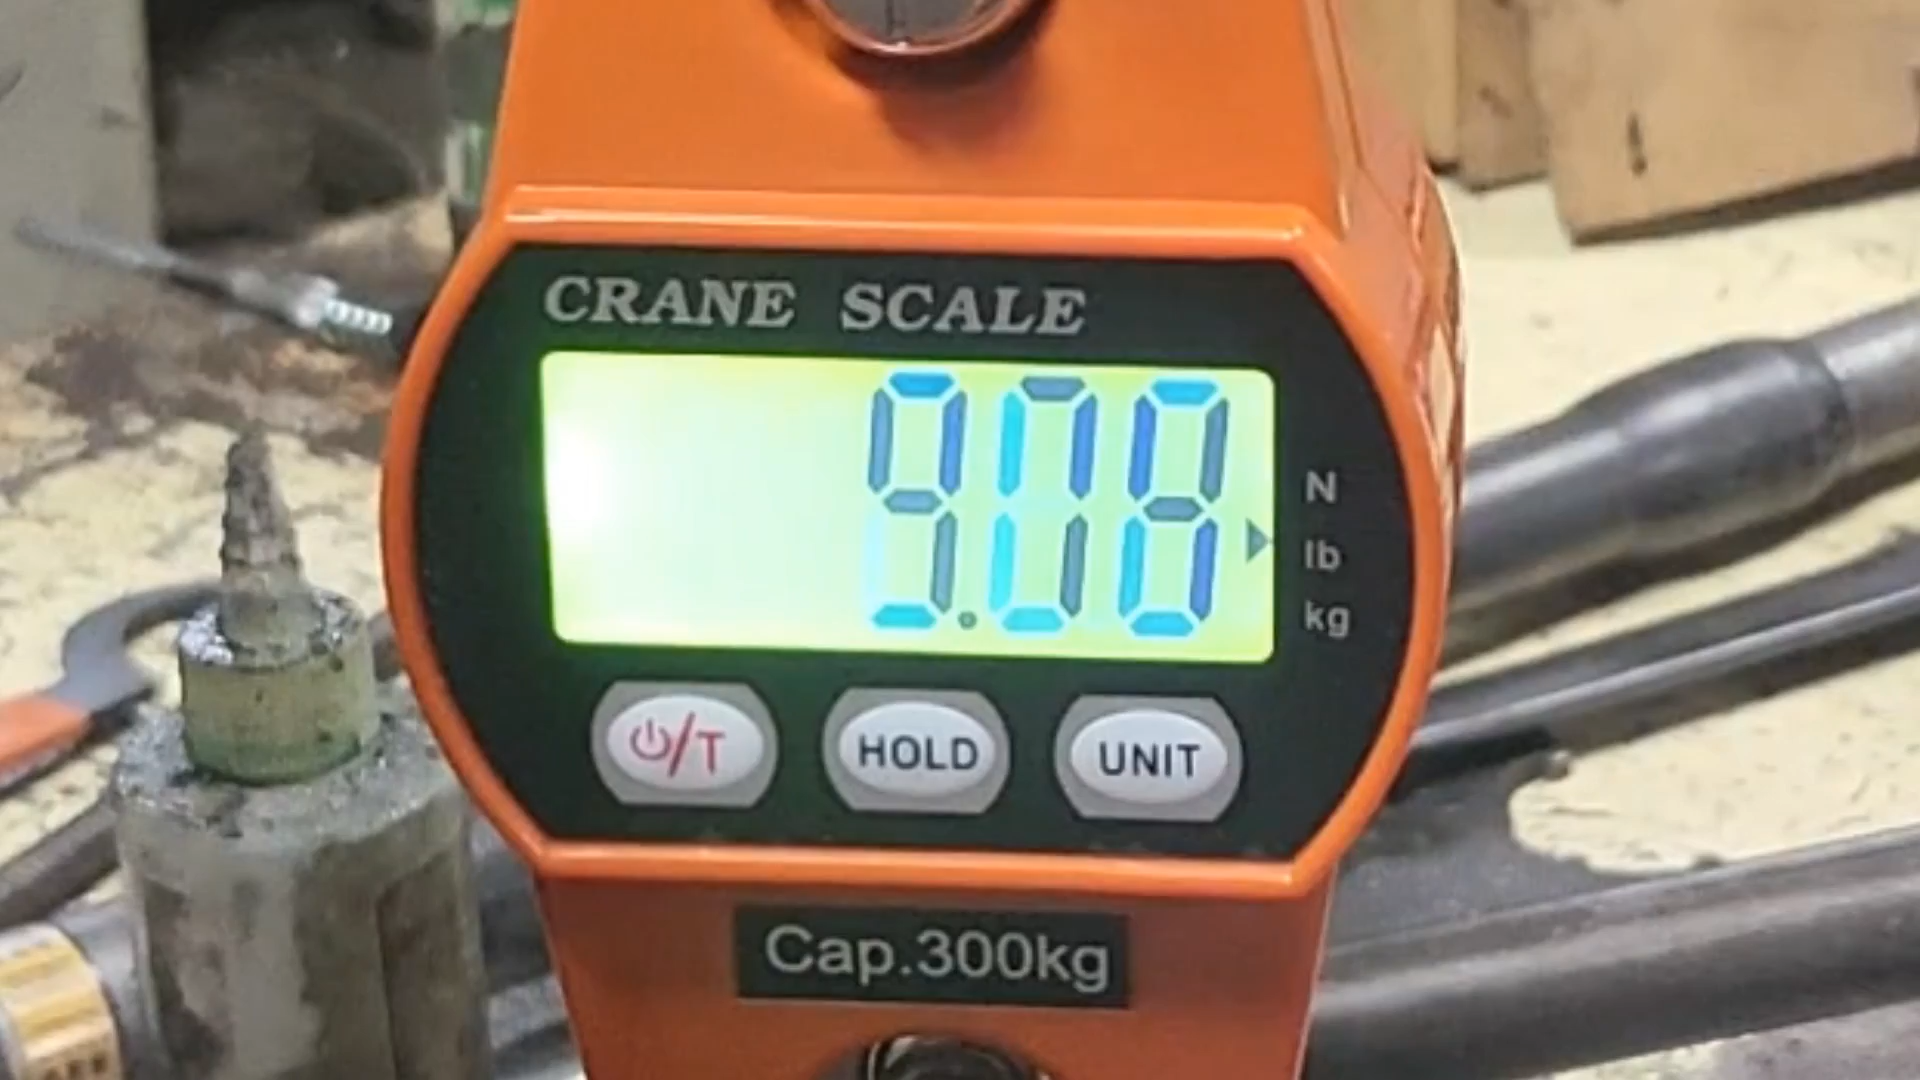 CRANE SCALE
9.08
N
lb
kg
⏻/T HOLD UNIT
Cap.300kg